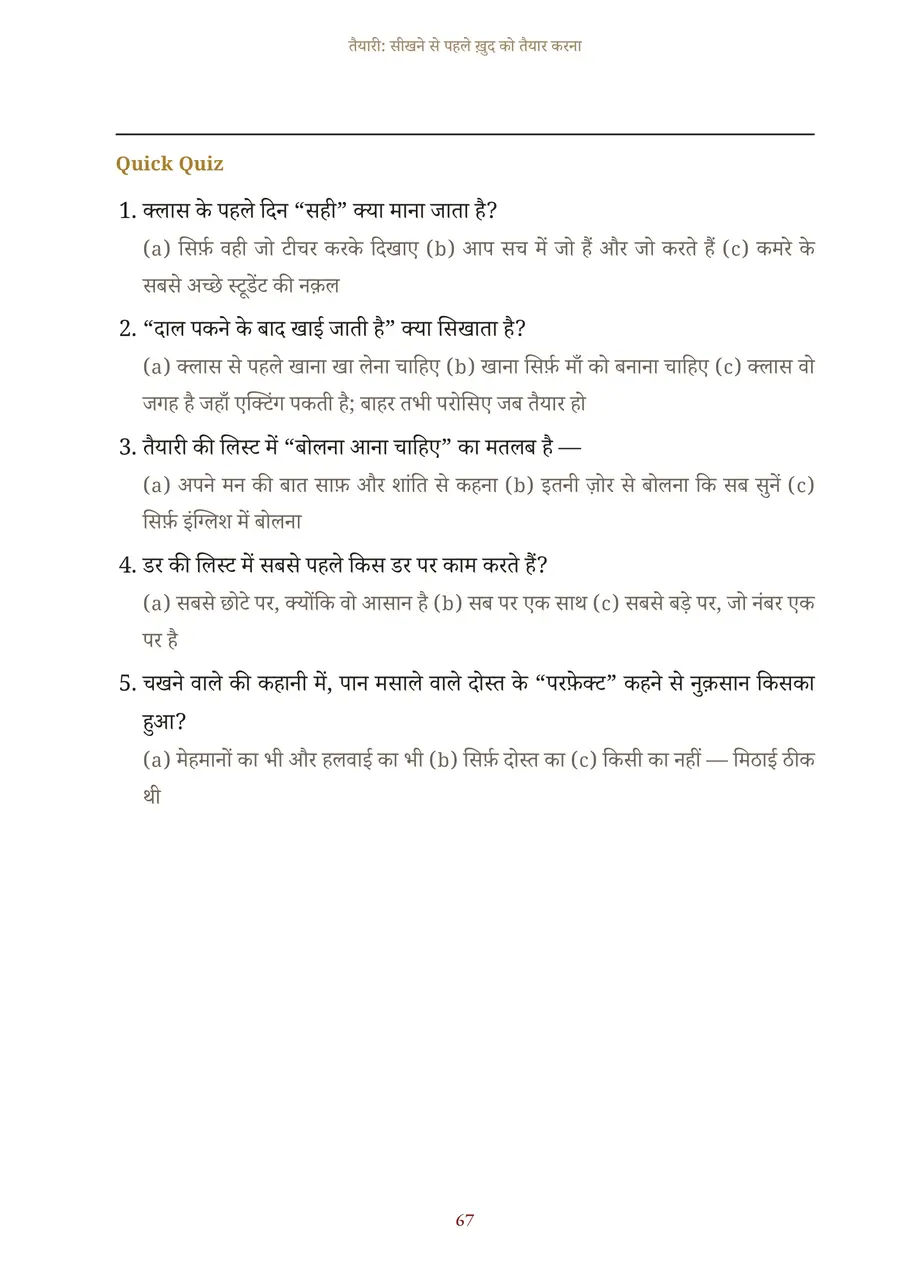 तैयारी: सीखने से पहले ख़ुद को तैयार करना
Quick Quiz
1. क्लास के पहले दिन “सही” क्या माना जाता है?
(a) सिर्फ़ वही जो टीचर करके दिखाए (b) आप सच में जो हैं और जो करते हैं (c) कमरे के
सबसे अच्छे स्टूडेंट की नक़ल
2. “दाल पकने के बाद खाई जाती है” क्या सिखाता है?
(a) क्लास से पहले खाना खा लेना चाहिए (b) खाना सिर्फ़ माँ को बनाना चाहिए (c) क्लास वो
जगह है जहाँ एक्टिंग पकती है; बाहर तभी परोसिए जब तैयार हो
3. तैयारी की लिस्ट में “बोलना आना चाहिए” का मतलब है —
(a) अपने मन की बात साफ़ और शांति से कहना (b) इतनी ज़ोर से बोलना कि सब सुनें (c)
सिर्फ़ इंग्लिश में बोलना
4. डर की लिस्ट में सबसे पहले किस डर पर काम करते हैं?
(a) सबसे छोटे पर, क्योंकि वो आसान है (b) सब पर एक साथ (c) सबसे बड़े पर, जो नंबर एक
पर है
5. चखने वाले की कहानी में, पान मसाले वाले दोस्त के “परफ़ेक्ट” कहने से नुक़सान किसका
हुआ?
(a) मेहमानों का भी और हलवाई का भी (b) सिर्फ़ दोस्त का (c) किसी का नहीं — मिठाई ठीक
थी
67